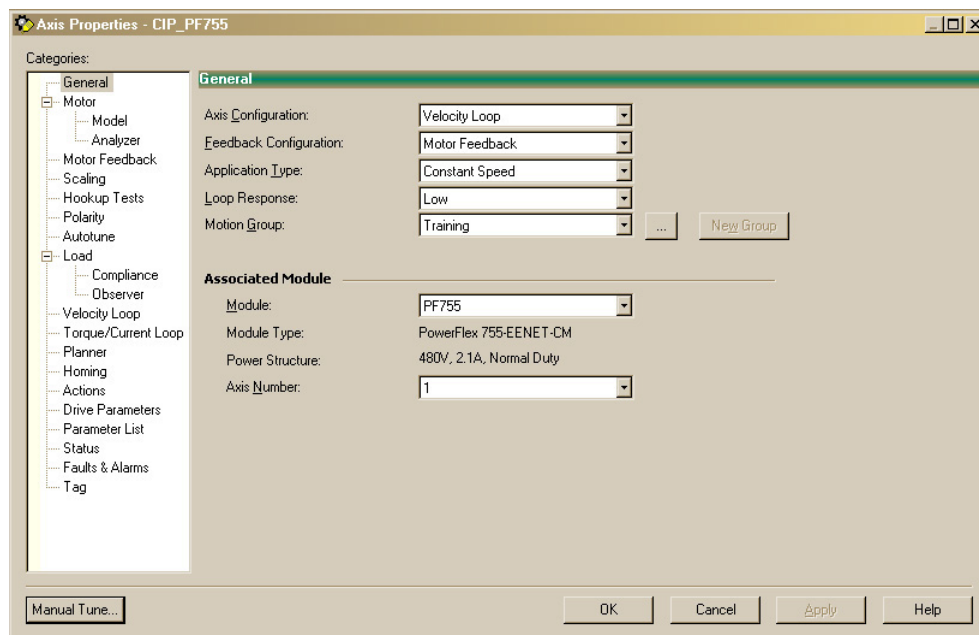 Axis Properties - CIP_PF755
Categories:
General
Motor
Model
Analyzer
Motor Feedback
Scaling
Hookup Tests
Polarity
Autotune
Load
Compliance
Observer
Velocity Loop
Torque/Current Loop
Planner
Homing
Actions
Drive Parameters
Parameter List
Status
Faults & Alarms
Tag
General
Axis Configuration: Velocity Loop
Feedback Configuration: Motor Feedback
Application Type: Constant Speed
Loop Response: Low
Motion Group: Training ... New Group
Associated Module
Module: PF755
Module Type: PowerFlex 755-EENET-CM
Power Structure: 480V, 2.1A, Normal Duty
Axis Number: 1
Manual Tune... OK Cancel Apply Help